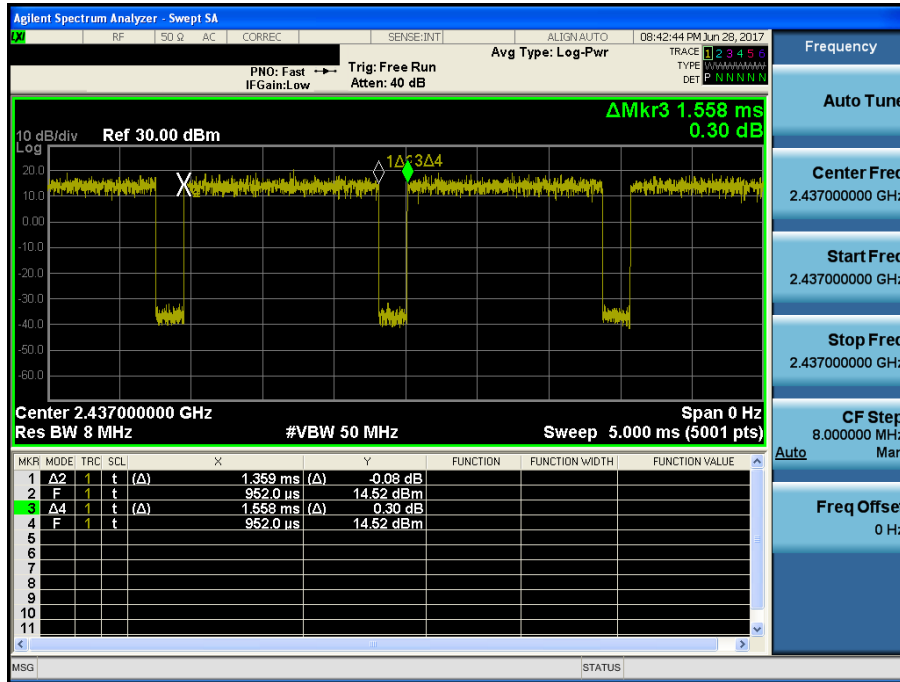 Agilent Spectrum Analyzer - Swept SA
LXI RF 50 Ω AC CORREC SENSE:INT ALIGN AUTO 08:42:44 PM Jun 28, 2017
PNO: Fast Trig: Free Run Avg Type: Log-Pwr TRACE 1 2 3 4 5 6
IFGain:Low Atten: 40 dB TYPE WWWWWW
DET P N N N N N
ΔMkr3 1.558 ms
0.30 dB
10 dB/div Ref 30.00 dBm
Log
1Δ2 3Δ4
20.0
10.0
0.00
-10.0
-20.0
-30.0
-40.0
-50.0
-60.0
Center 2.437000000 GHz Span 0 Hz
Res BW 8 MHz #VBW 50 MHz Sweep 5.000 ms (5001 pts)
MKR MODE TRC SCL X Y FUNCTION FUNCTION WIDTH FUNCTION VALUE
1 Δ2 1 t (Δ) 1.359 ms (Δ) -0.08 dB
2 F 1 t 952.0 µs 14.52 dBm
3 Δ4 1 t (Δ) 1.558 ms (Δ) 0.30 dB
4 F 1 t 952.0 µs 14.52 dBm
5
6
7
8
9
10
11
MSG STATUS
Frequency
Auto Tune
Center Freq
2.437000000 GHz
Start Freq
2.437000000 GHz
Stop Freq
2.437000000 GHz
CF Step
8.000000 MHz
Auto Man
Freq Offset
0 Hz